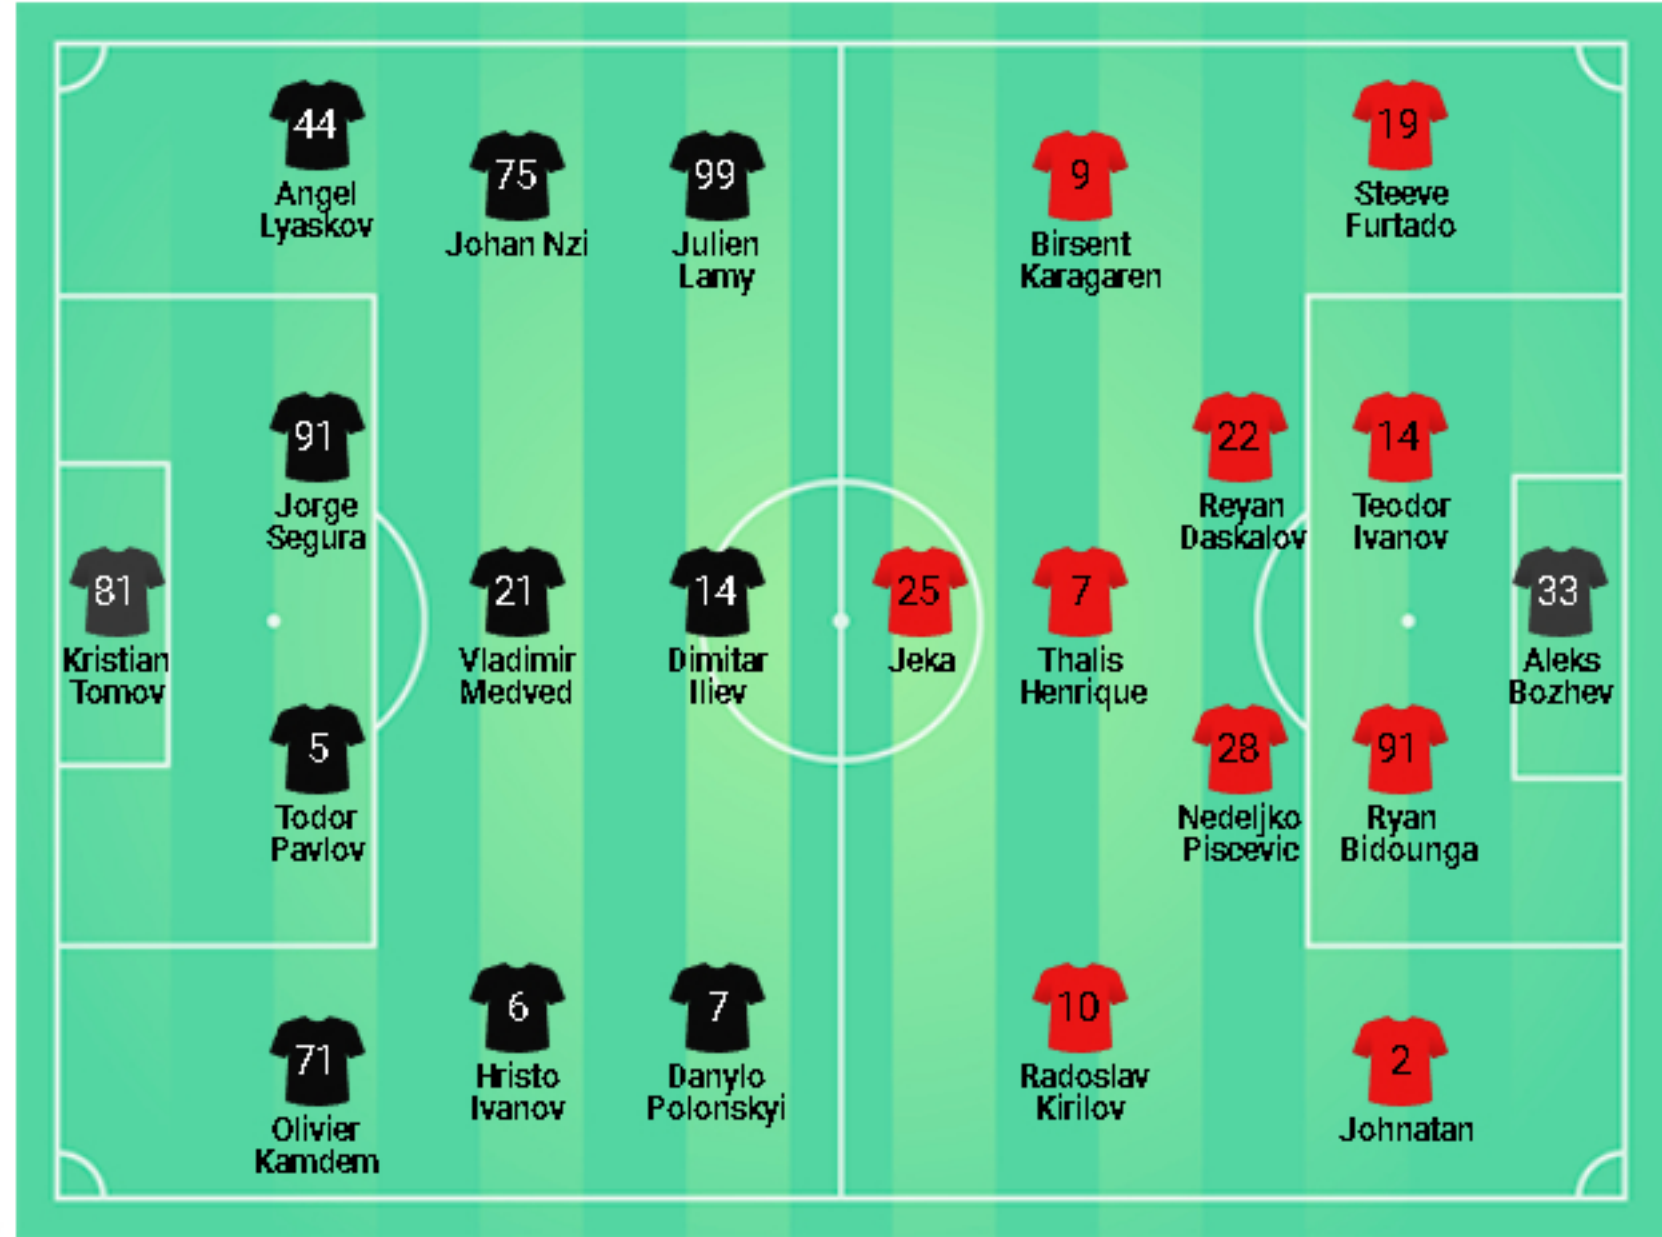 44
Angel
Lyaskov
75
Johan Nzi
99
Julien
Lamy
9
Birsent
Karagaren
19
Steeve
Furtado
91
Jorge
Segura
22
Reyan
Daskalov
14
Teodor
Ivanov
81
Kristian
Tomov
21
Vladimir
Medved
14
Dimitar
Iliev
25
Jeka
7
Thalis
Henrique
33
Aleks
Bozhev
5
Todor
Pavlov
28
Nedeljko
Piscevic
91
Ryan
Bidounga
6
Hristo
Ivanov
7
Danylo
Polonskyi
10
Radoslav
Kirilov
71
Olivier
Kamdem
2
Johnatan